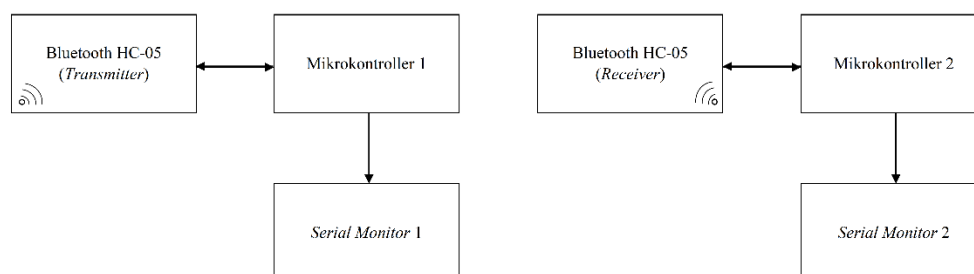 Bluetooth HC-05
(Transmitter)
Mikrokontroller 1
Bluetooth HC-05
(Receiver)
Mikrokontroller 2
Serial Monitor 1
Serial Monitor 2